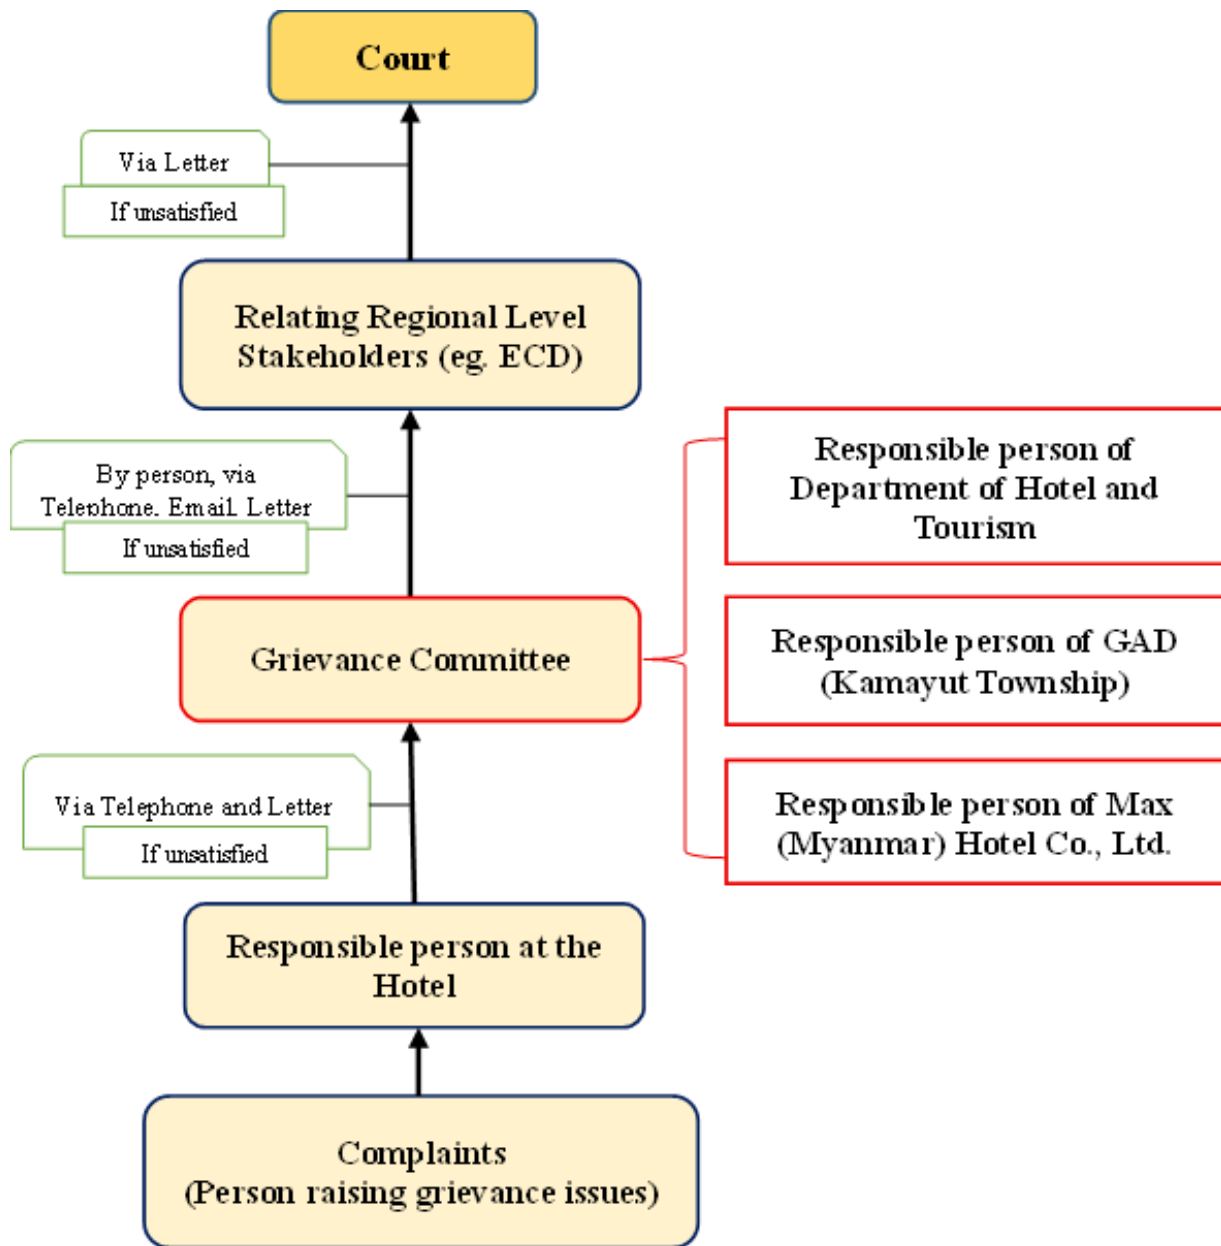 Court
Via Letter
If unsatisfied
Relating Regional Level
Stakeholders (eg. ECD)
By person, via
Telephone, Email, Letter
If unsatisfied
Grievance Committee
Responsible person of
Department of Hotel and
Tourism
Responsible person of GAD
(Kamayut Township)
Responsible person of Max
(Myanmar) Hotel Co., Ltd.
Via Telephone and Letter
If unsatisfied
Responsible person at the
Hotel
Complaints
(Person raising grievance issues)